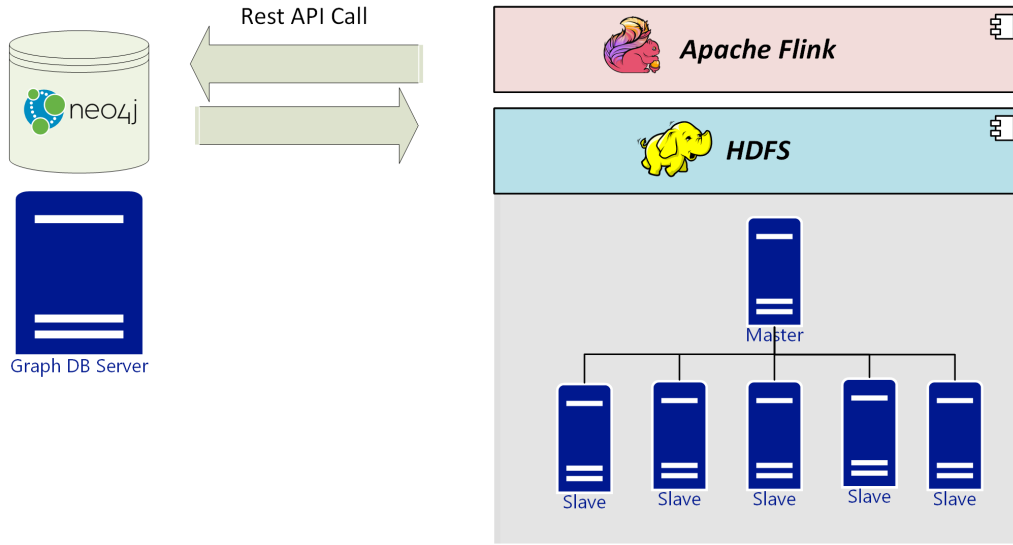 Rest API Call
neo4j
Graph DB Server
Apache Flink
HDFS
Master
Slave
Slave
Slave
Slave
Slave